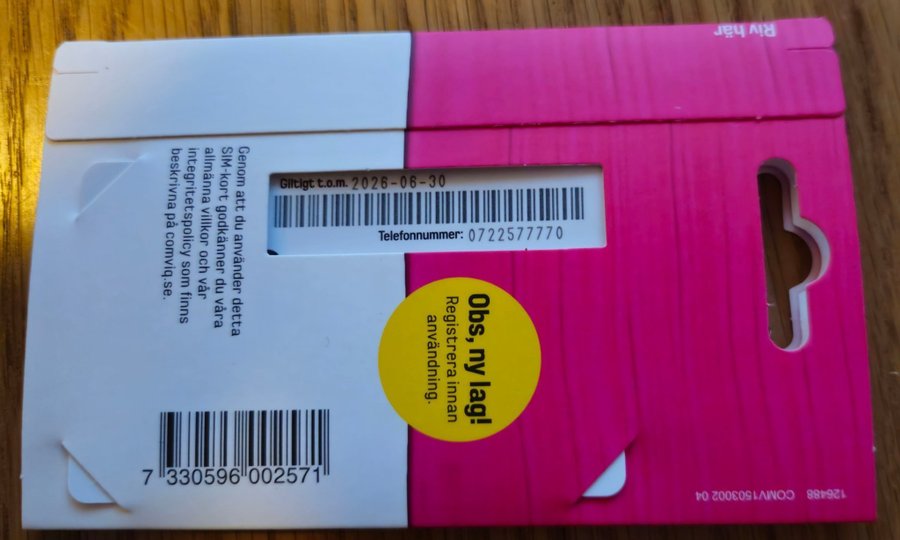 Riv här
Giltigt t.o.m. 2026-06-30
Telefonnummer: 0722577770
Genom att du använder detta
SIM-kort godkänner du våra
allmänna villkor och vår
integritetspolicy som finns
beskrivna på comviq.se.
Obs, ny lag!
Registrera innan
användning.
7 330596 002571
126488 COMV1503002 04